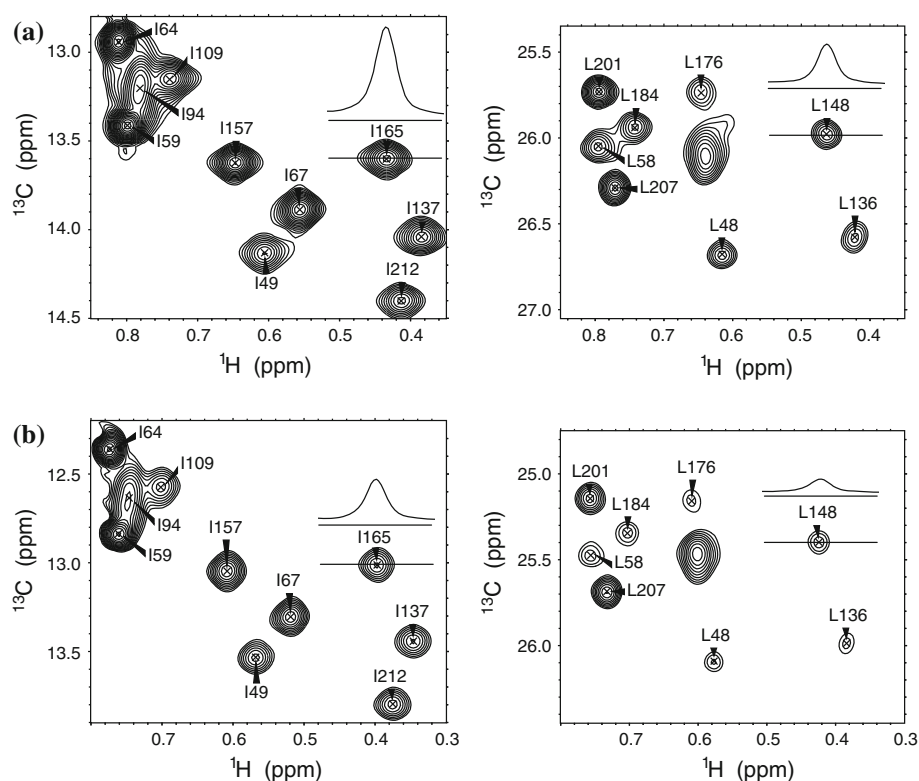 (a)
I64
I109
I94
I59
I157
I165
I67
I137
I49
I212
13.0
13.5
14.0
14.5
¹³C (ppm)
0.8 0.7 0.6 0.5 0.4
¹H (ppm)
L201
L176
L184
L148
L58
L207
L48
L136
25.5
26.0
26.5
27.0
¹³C (ppm)
0.8 0.7 0.6 0.5 0.4
¹H (ppm)
(b)
I64
I109
I94
I59
I157
I165
I67
I137
I49
I212
12.5
13.0
13.5
¹³C (ppm)
0.7 0.6 0.5 0.4 0.3
¹H (ppm)
L201
L176
L184
L148
L58
L207
L48
L136
25.0
25.5
26.0
¹³C (ppm)
0.7 0.6 0.5 0.4 0.3
¹H (ppm)